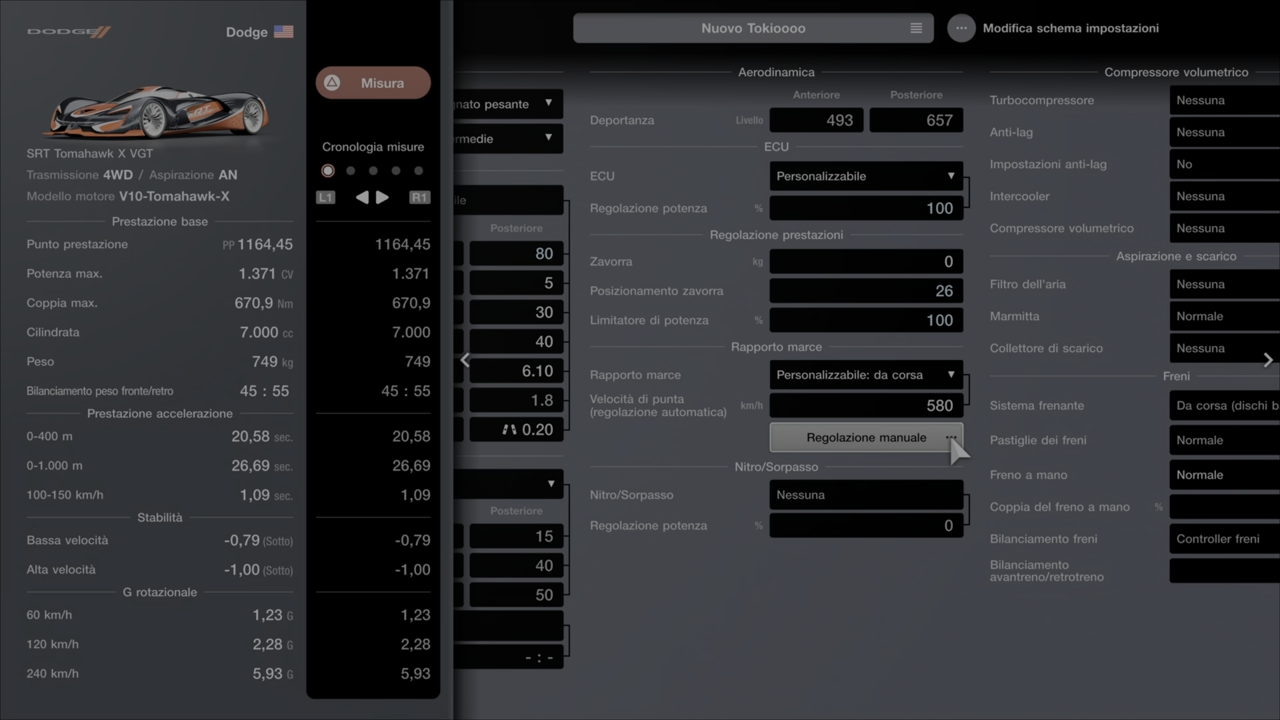 DODGE
Dodge
SRT Tomahawk X VGT
Trasmissione 4WD / Aspirazione AN
Modello motore V10-Tomahawk-X
Prestazione base
Punto prestazione PP 1164,45
Potenza max. 1.371 CV
Coppia max. 670,9 Nm
Cilindrata 7.000 cc
Peso 749 kg
Bilanciamento peso fronte/retro 45 : 55
Prestazione accelerazione
0-400 m 20,58 sec.
0-1.000 m 26,69 sec.
100-150 km/h 1,09 sec.
Stabilità
Bassa velocità -0,79 (Sotto)
Alta velocità -1,00 (Sotto)
G rotazionale
60 km/h 1,23 G
120 km/h 2,28 G
240 km/h 5,93 G
Misura
Cronologia misure
L1 R1
1164,45
1.371
670,9
7.000
749
45 : 55
20,58
26,69
1,09
-0,79
-1,00
1,23
2,28
5,93
Nuovo Tokioooo
Modifica schema impostazioni
gnato pesante
rmedie
ile
Posteriore
80
5
30
40
6.10
1.8
0.20
Posteriore
15
40
50
- : -
Aerodinamica
Anteriore Posteriore
Deportanza Livello 493 657
ECU
ECU Personalizzabile
Regolazione potenza % 100
Regolazione prestazioni
Zavorra kg 0
Posizionamento zavorra 26
Limitatore di potenza % 100
Rapporto marce
Rapporto marce Personalizzabile: da corsa
Velocità di punta
(regolazione automatica) km/h 580
Regolazione manuale
Nitro/Sorpasso
Nitro/Sorpasso Nessuna
Regolazione potenza % 0
Compressore volumetrico
Turbocompressore Nessuna
Anti-lag Nessuna
Impostazioni anti-lag No
Intercooler Nessuna
Compressore volumetrico Nessuna
Aspirazione e scarico
Filtro dell'aria Nessuna
Marmitta Normale
Collettore di scarico Nessuna
Freni
Sistema frenante Da corsa (dischi b
Pastiglie dei freni Normale
Freno a mano Normale
Coppia del freno a mano %
Bilanciamento freni Controller freni
Bilanciamento
avantreno/retrotreno